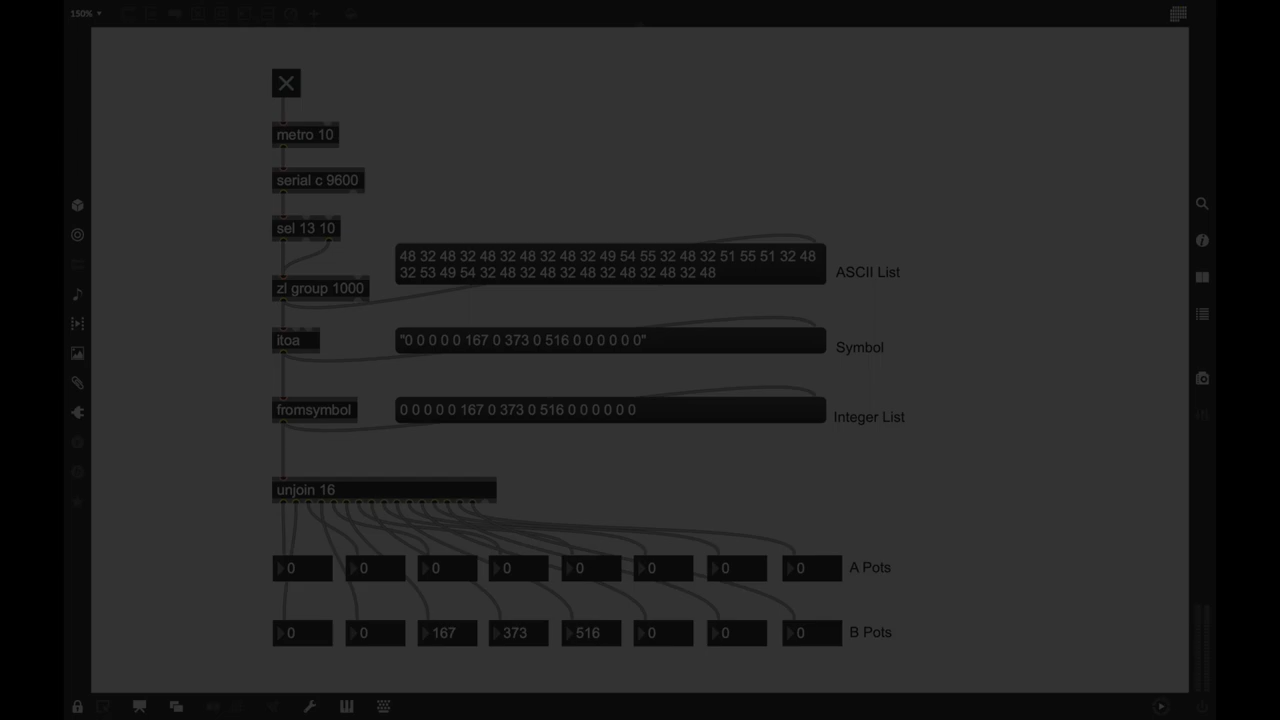 150%
metro 10
serial c 9600
sel 13 10
48 32 48 32 48 32 48 32 48 32 49 54 55 32 48 32 51 55 51 32 48
32 53 49 54 32 48 32 48 32 48 32 48 32 48 32 48
ASCII List
zl group 1000
itoa
"0 0 0 0 0 167 0 373 0 516 0 0 0 0 0 0"
Symbol
fromsymbol
0 0 0 0 0 167 0 373 0 516 0 0 0 0 0 0
Integer List
unjoin 16
0 0 0 0 0 0 0 0 A Pots
0 0 167 373 516 0 0 0 B Pots